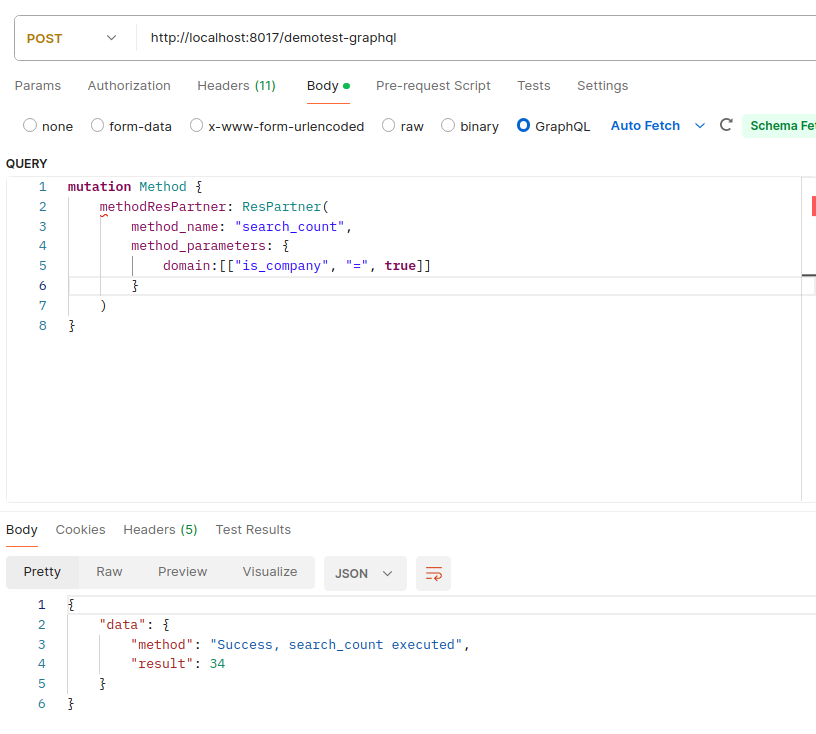 POST http://localhost:8017/demotest-graphql
Params Authorization Headers (11) Body Pre-request Script Tests Settings
none form-data x-www-form-urlencoded raw binary GraphQL Auto Fetch Schema Fet
QUERY
1 mutation Method {
2 methodResPartner: ResPartner(
3 method_name: "search_count",
4 method_parameters: {
5 domain:[["is_company", "=", true]]
6 }
7 )
8 }
Body Cookies Headers (5) Test Results
Pretty Raw Preview Visualize JSON
1 {
2 "data": {
3 "method": "Success, search_count executed",
4 "result": 34
5 }
6 }